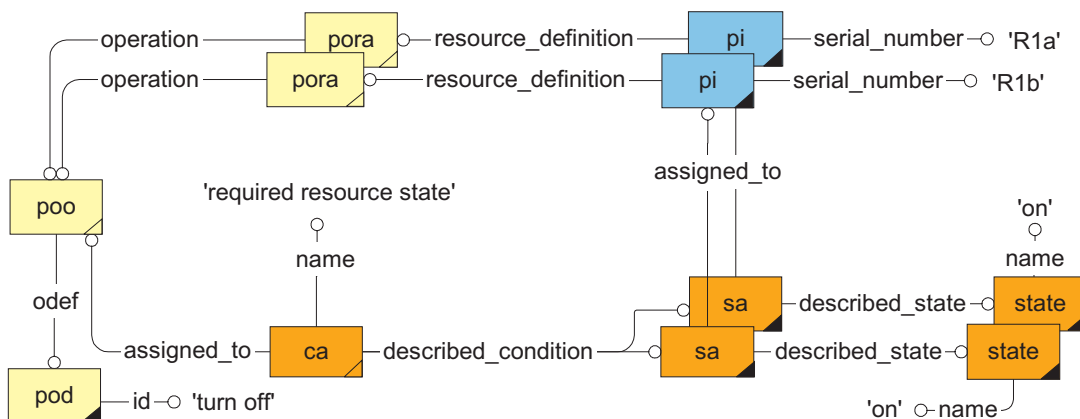 operation pora resource_definition pi serial_number 'R1a'
operation pora resource_definition pi serial_number 'R1b'
assigned_to
poo 'required resource state' 'on'
name name
odef sa described_state state
assigned_to ca described_condition sa described_state state
pod id 'turn off' 'on' name